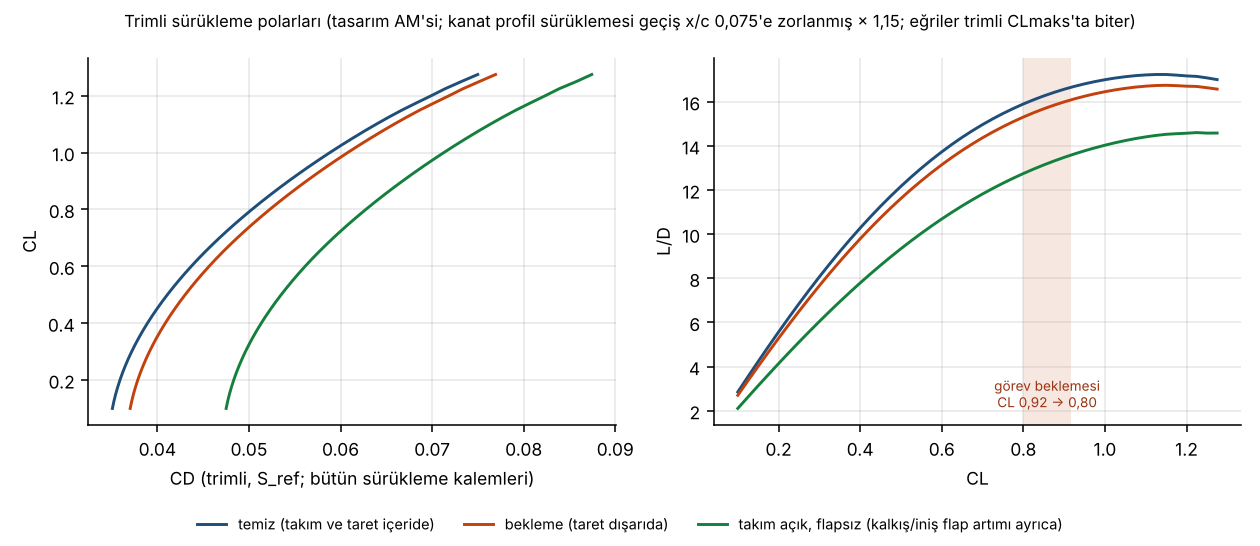 Trimli sürükleme polarları (tasarım AM'si; kanat profil sürüklemesi geçiş x/c 0,075'e zorlanmış × 1,15; eğriler trimli CLmaks'ta biter)
CL
1.2
1.0
0.8
0.6
0.4
0.2
0.04
0.05
0.06
0.07
0.08
0.09
CD (trimli, S_ref; bütün sürükleme kalemleri)
L/D
16
14
12
10
8
6
4
2
görev beklemesi
CL 0,92 → 0,80
0.2
0.4
0.6
0.8
1.0
1.2
CL
temiz (takım ve taret içeride)
bekleme (taret dışarıda)
takım açık, flapsız (kalkış/iniş flap artımı ayrıca)